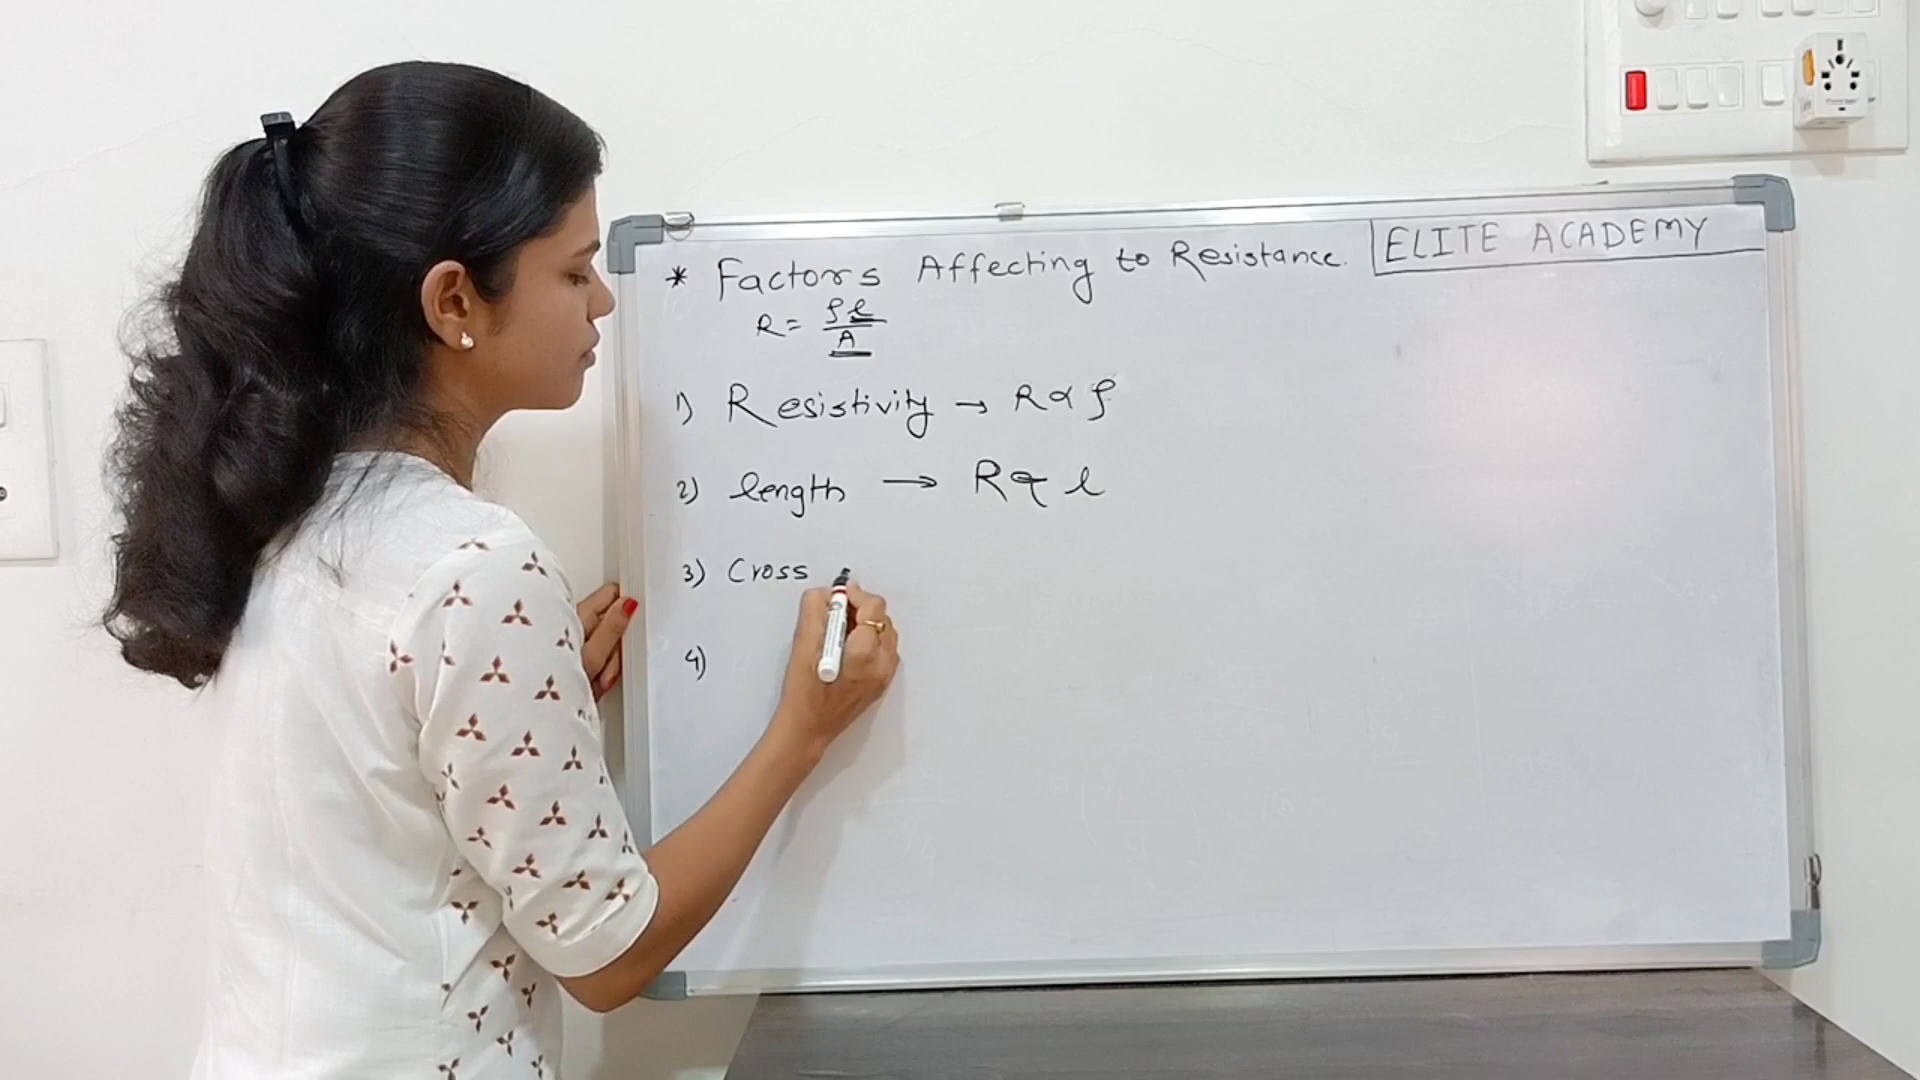 ELITE ACADEMY
* Factors Affecting to Resistance.
R = ρl/A
1) Resistivity → R α ρ
2) length → R α l
3) Cross
4)